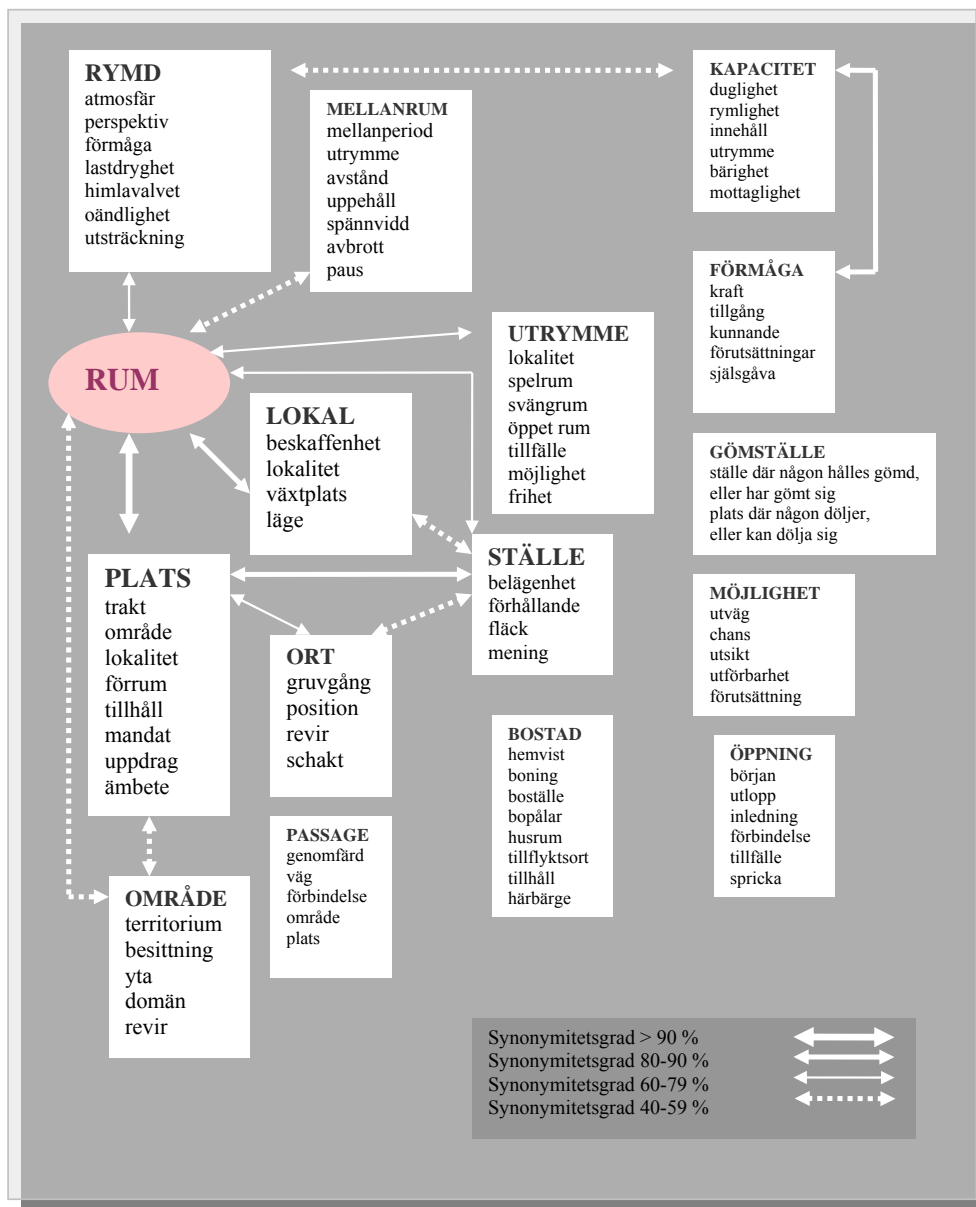 RYMD
atmosfär
perspektiv
förmåga
lastdryghet
himlavalvet
oändlighet
utsträckning
MELLANRUM
mellanperiod
utrymme
avstånd
uppehåll
spännvidd
avbrott
paus
KAPACITET
duglighet
rymlighet
innehåll
utrymme
bärighet
mottaglighet
FÖRMÅGA
kraft
tillgång
kunnande
förutsättningar
själsgåva
RUM
UTRYMME
lokalitet
spelrum
svängrum
öppet rum
tillfälle
möjlighet
frihet
LOKAL
beskaffenhet
lokalitet
växtplats
läge
GÖMSTÄLLE
ställe där någon hålles gömd,
eller har gömt sig
plats där någon döljer,
eller kan dölja sig
PLATS
trakt
område
lokalitet
förrum
tillhåll
mandat
uppdrag
ämbete
STÄLLE
belägenhet
förhållande
fläck
mening
ORT
gruvgång
position
revir
schakt
MÖJLIGHET
utväg
chans
utsikt
utförbarhet
förutsättning
BOSTAD
hemvist
boning
boställe
bopålar
husrum
tillflyktsort
tillhåll
härbärge
ÖPPNING
början
utlopp
inledning
förbindelse
tillfälle
spricka
PASSAGE
genomfärd
väg
förbindelse
område
plats
OMRÅDE
territorium
besittning
yta
domän
revir
Synonymitetsgrad > 90 %
Synonymitetsgrad 80-90 %
Synonymitetsgrad 60-79 %
Synonymitetsgrad 40-59 %